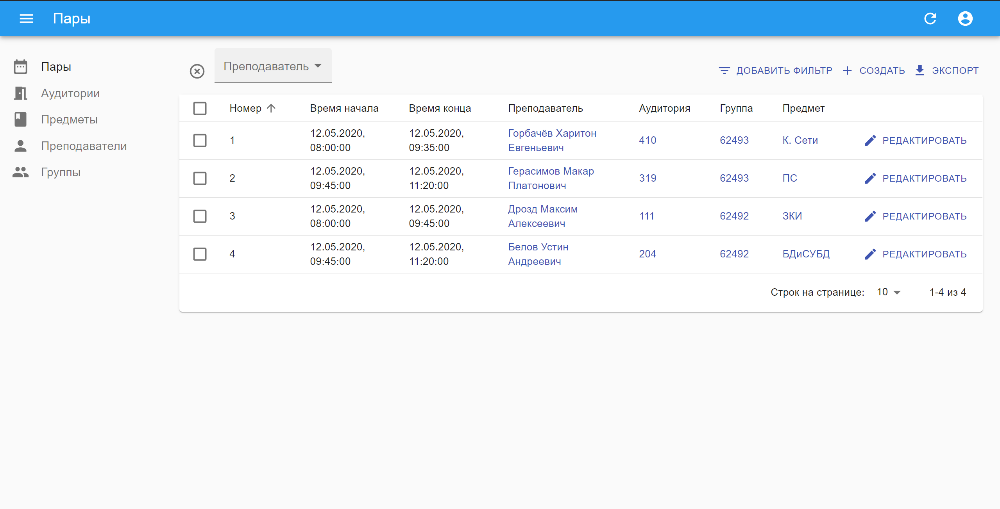 Пары
Пары
Аудитории
Предметы
Преподаватели
Группы
Преподаватель
ДОБАВИТЬ ФИЛЬТР СОЗДАТЬ ЭКСПОРТ
Номер Время начала Время конца Преподаватель Аудитория Группа Предмет
1 12.05.2020, 08:00:00 12.05.2020, 09:35:00 Горбачёв Харитон Евгеньевич 410 62493 К. Сети РЕДАКТИРОВАТЬ
2 12.05.2020, 09:45:00 12.05.2020, 11:20:00 Герасимов Макар Платонович 319 62493 ПС РЕДАКТИРОВАТЬ
3 12.05.2020, 08:00:00 12.05.2020, 09:45:00 Дрозд Максим Алексеевич 111 62492 ЗКИ РЕДАКТИРОВАТЬ
4 12.05.2020, 09:45:00 12.05.2020, 11:20:00 Белов Устин Андреевич 204 62492 БДиСУБД РЕДАКТИРОВАТЬ
Строк на странице: 10 1-4 из 4